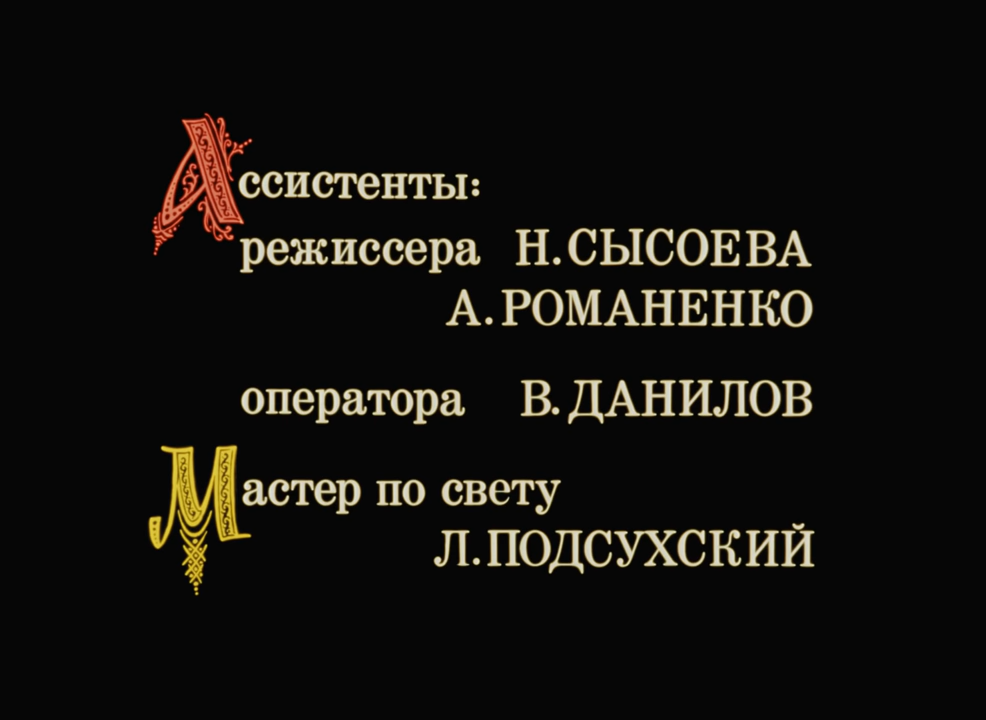 Ассистенты:
режиссера Н. СЫСОЕВА
А. РОМАНЕНКО
оператора В. ДАНИЛОВ
Мастер по свету
Л. ПОДСУХСКИЙ